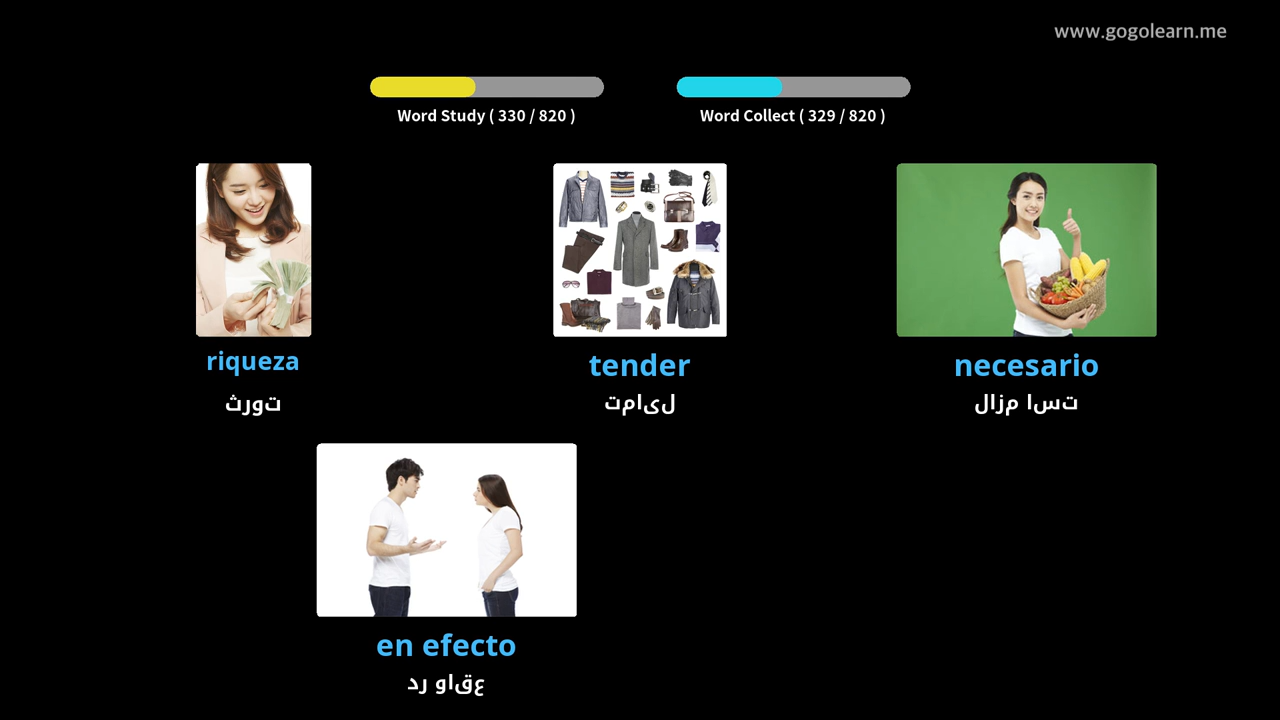 www.gogolearn.me
Word Study ( 330 / 820 )
Word Collect ( 329 / 820 )
riqueza
ثروت
tender
تمایل
necesario
لازم است
en efecto
در واقع